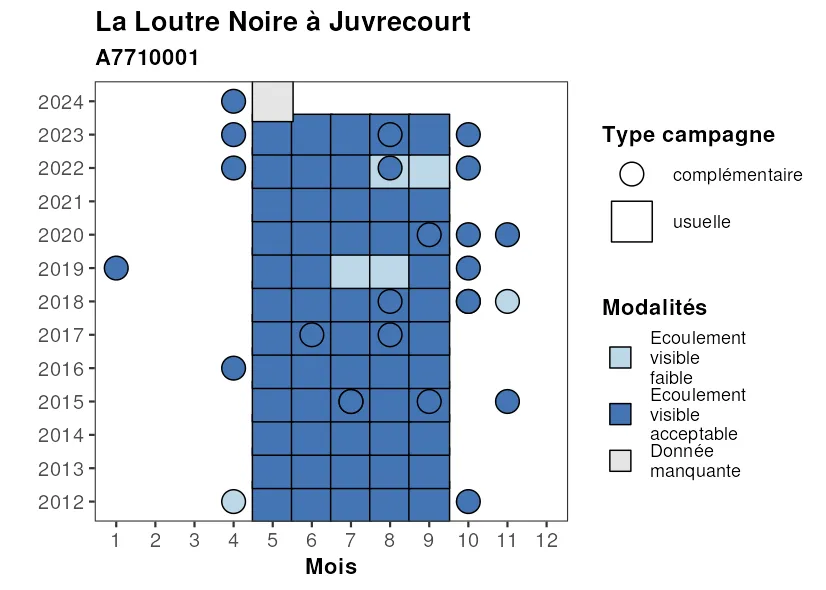 La Loutre Noire à Juvrecourt
A7710001
2024
2023
2022
2021
2020
2019
2018
2017
2016
2015
2014
2013
2012
1 2 3 4 5 6 7 8 9 10 11 12
Mois
Type campagne
complémentaire
usuelle
Modalités
Ecoulement
visible
faible
Ecoulement
visible
acceptable
Donnée
manquante